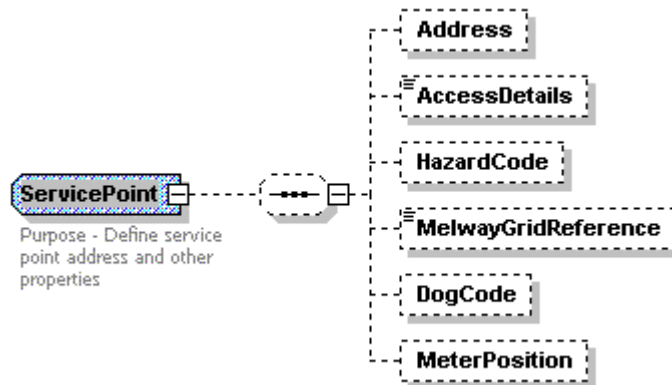 Address
AccessDetails
HazardCode
ServicePoint
Purpose - Define service
point address and other
properties
MelwayGridReference
DogCode
MeterPosition